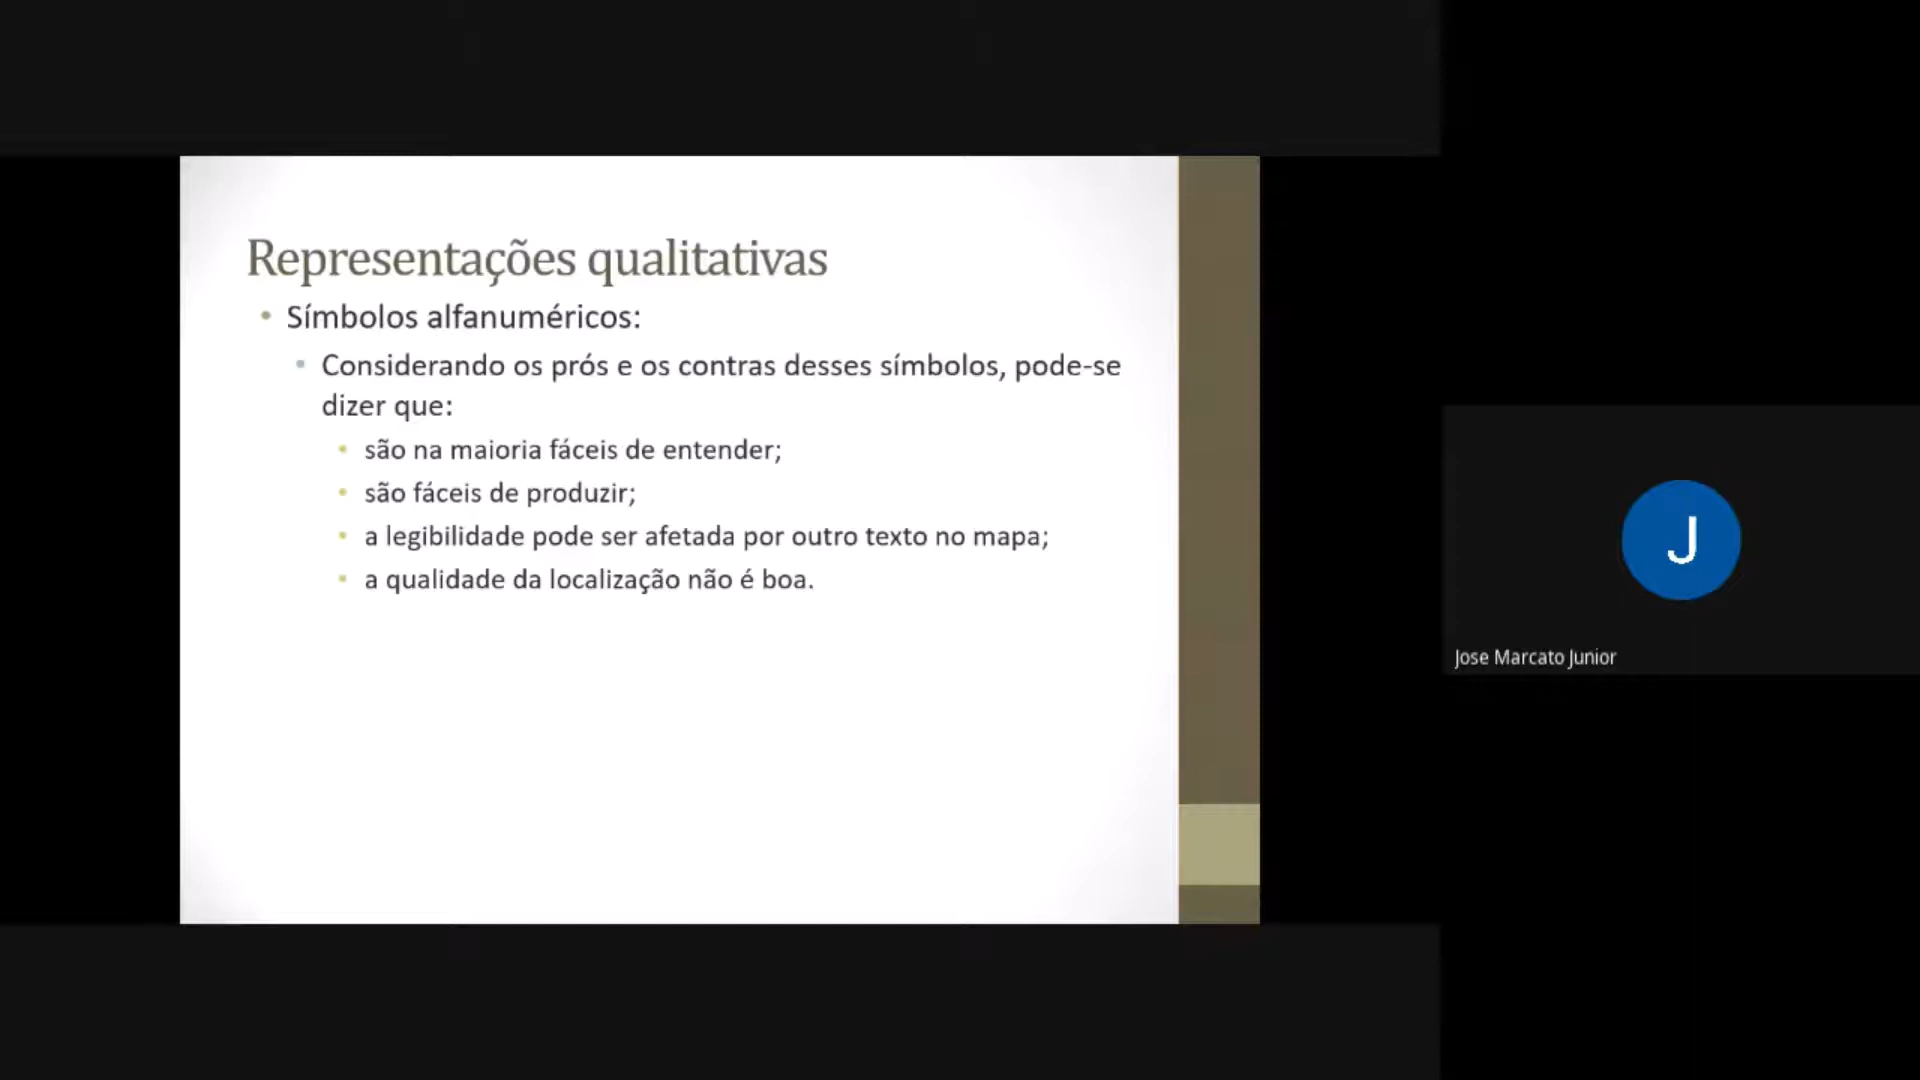 Representações qualitativas
• Símbolos alfanuméricos:
• Considerando os prós e os contras desses símbolos, pode-se
dizer que:
• são na maioria fáceis de entender;
• são fáceis de produzir;
• a legibilidade pode ser afetada por outro texto no mapa;
• a qualidade da localização não é boa.
J
Jose Marcato Junior